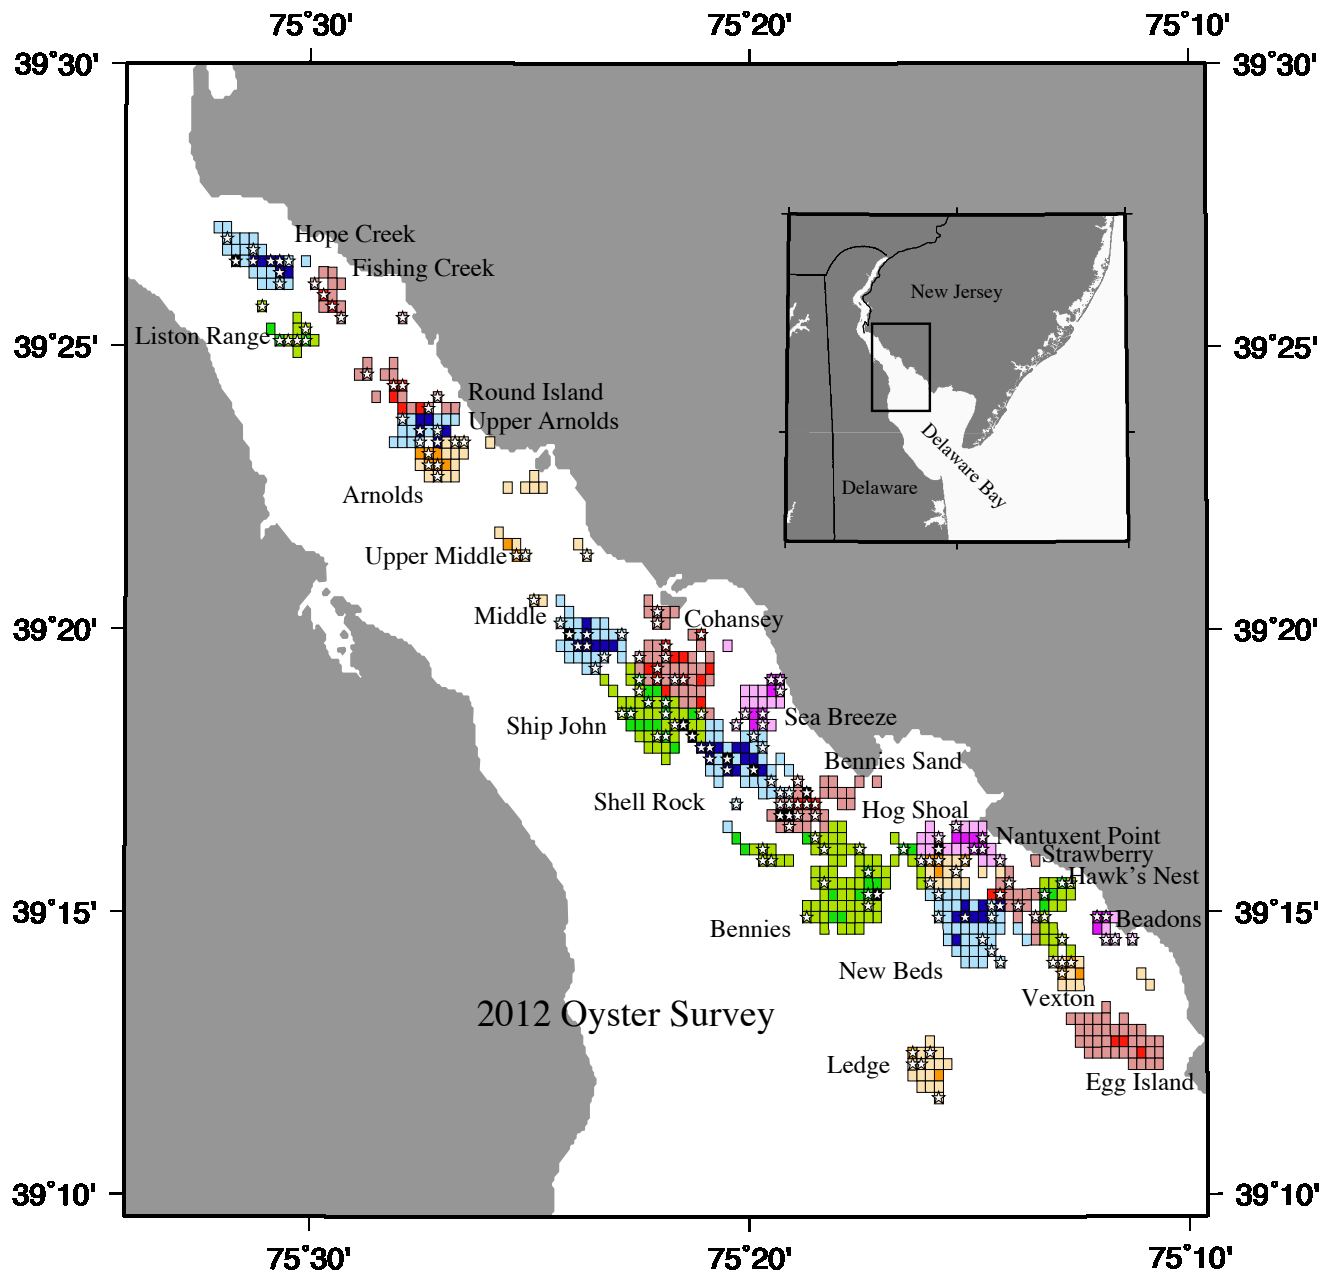 75°30' 75°20' 75°10'
39°30' 39°30'
Hope Creek
Fishing Creek
New Jersey
Liston Range
39°25' 39°25'
Round Island
Upper Arnolds
Delaware Bay
Delaware
Arnolds
Upper Middle
Middle
Cohansey
39°20' 39°20'
Sea Breeze
Ship John
Bennies Sand
Shell Rock
Hog Shoal
Nantuxent Point
Strawberry
Hawk's Nest
39°15' 39°15'
Beadons
Bennies
New Beds
Vexton
2012 Oyster Survey
Ledge
Egg Island
39°10' 39°10'
75°30' 75°20' 75°10'